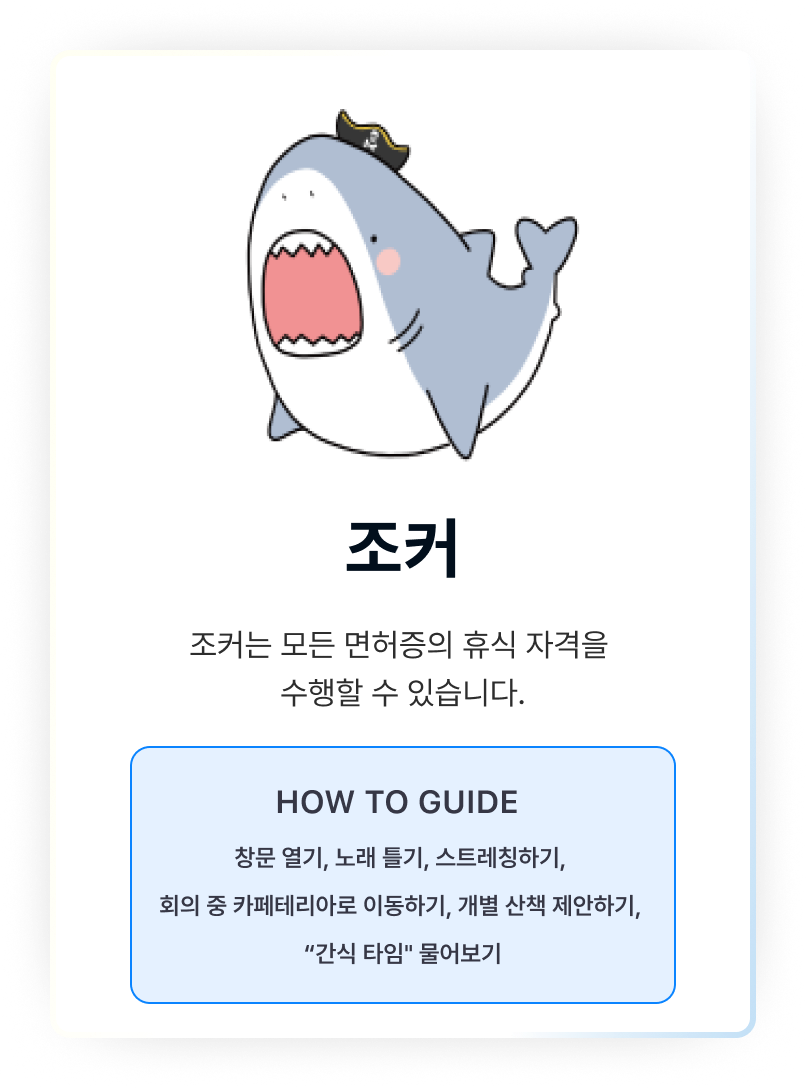 조커
조커는 모든 면허증의 휴식 자격을
수행할 수 있습니다.
HOW TO GUIDE
창문 열기, 노래 틀기, 스트레칭하기,
회의 중 카페테리아로 이동하기, 개별 산책 제안하기,
“간식 타임" 물어보기